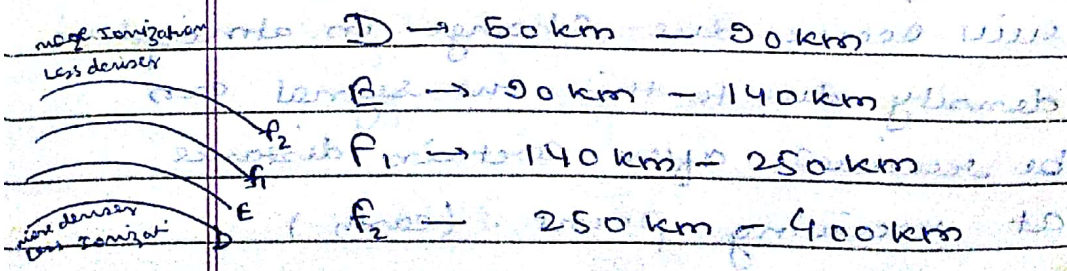 more Ionization
Less denser
F2
F1
E
D
more denser
Less Ionizati
D → 50 km - 90 km
E → 90 km - 140 km
F1 → 140 km - 250 km
F2 - 250 km - 400 km